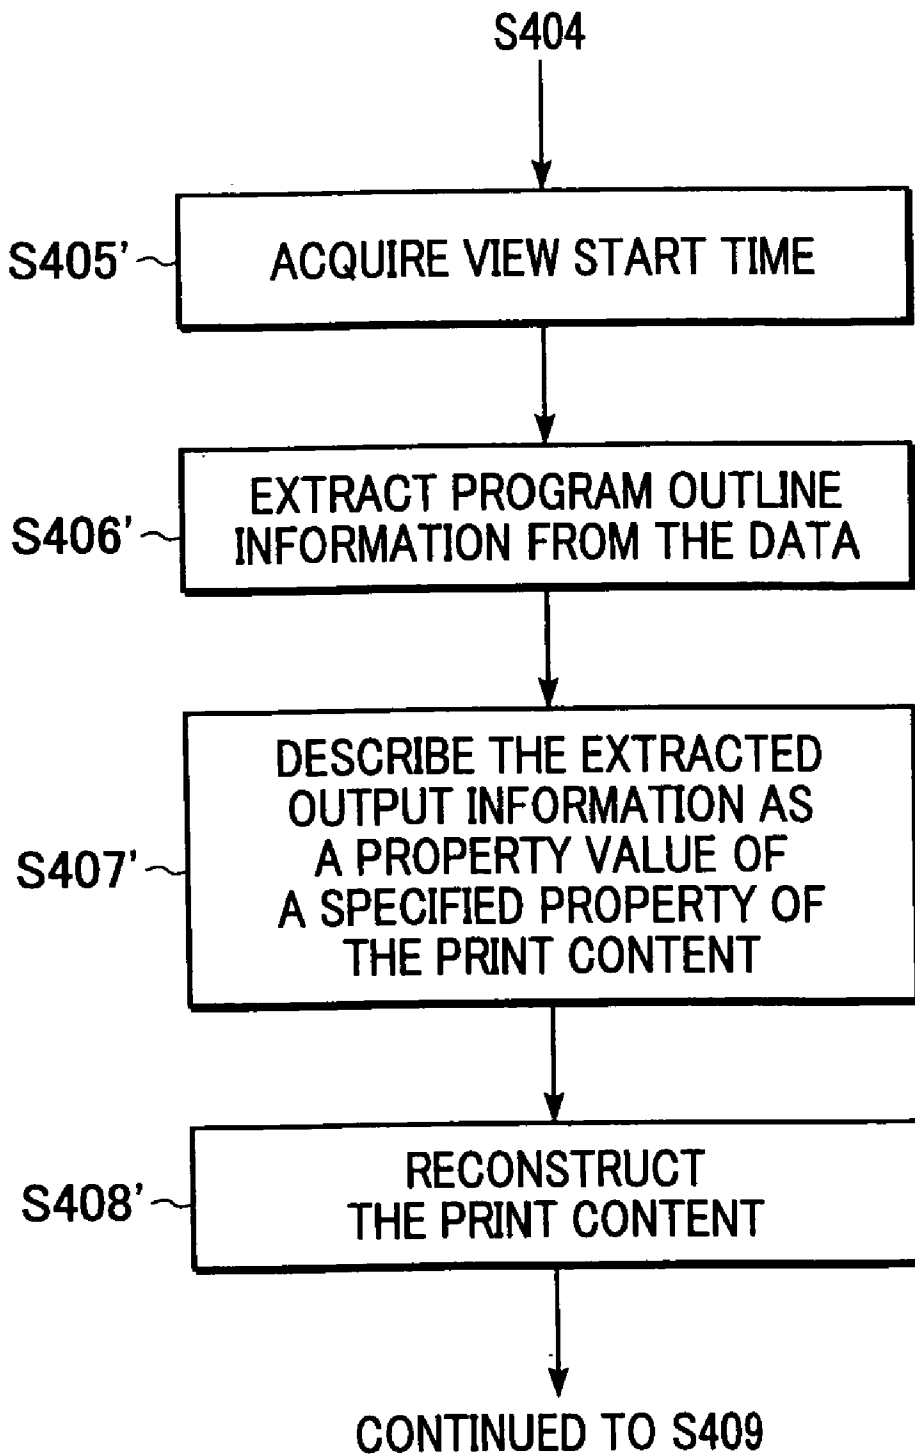 S404
S405'
ACQUIRE VIEW START TIME
S406'
EXTRACT PROGRAM OUTLINE
INFORMATION FROM THE DATA
S407'
DESCRIBE THE EXTRACTED
OUTPUT INFORMATION AS
A PROPERTY VALUE OF
A SPECIFIED PROPERTY OF
THE PRINT CONTENT
S408'
RECONSTRUCT
THE PRINT CONTENT
CONTINUED TO S409